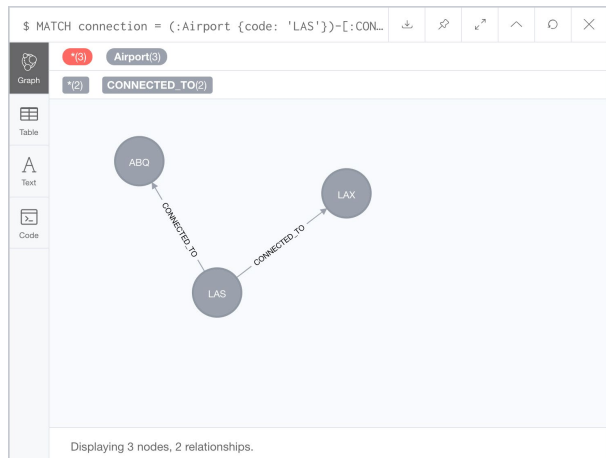 $ MATCH connection = (:Airport {code: 'LAS'})-[:CON…
*(3) Airport(3)
*(2) CONNECTED_TO(2)
Graph
Table
Text
Code
ABQ
LAX
CONNECTED_TO
CONNECTED_TO
LAS
Displaying 3 nodes, 2 relationships.